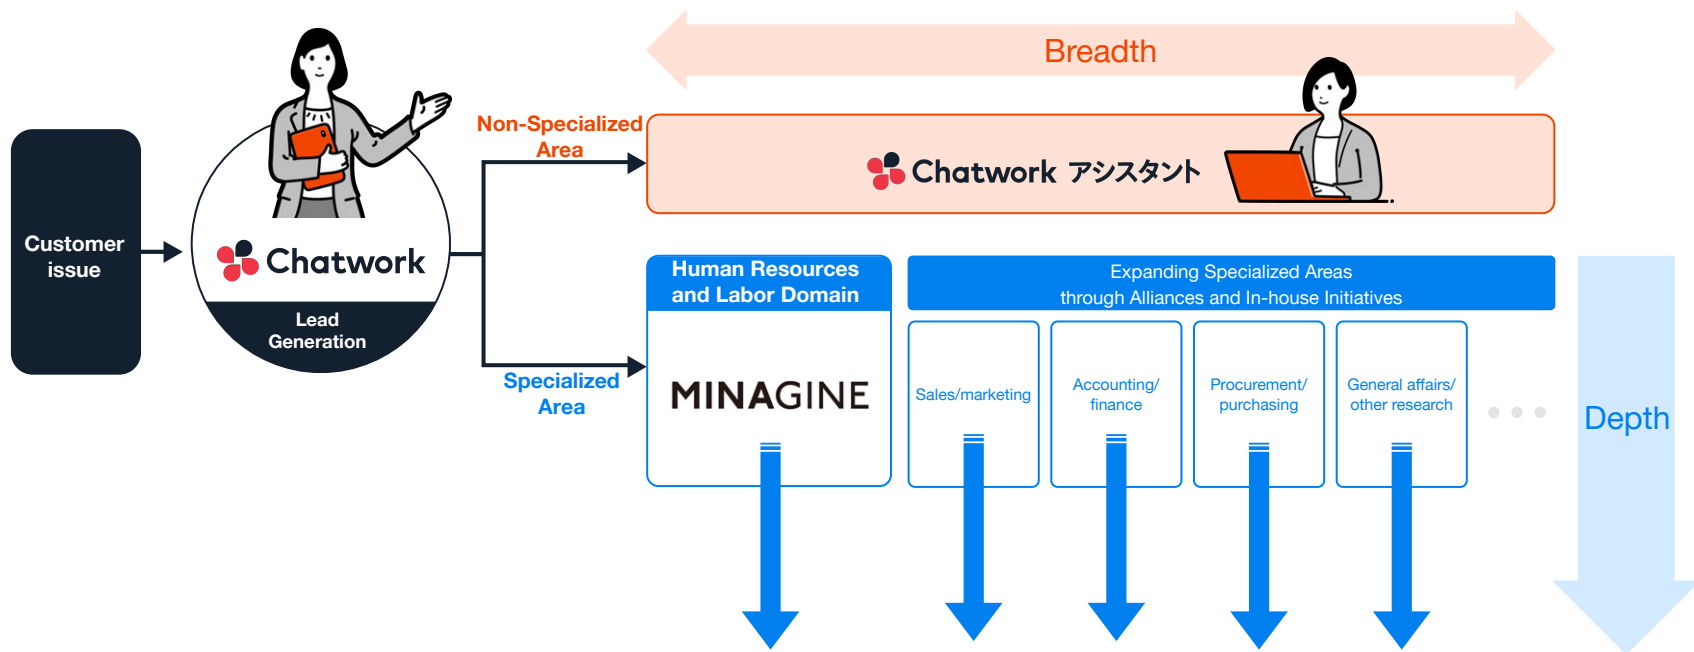 Breadth
Non-Specialized
Area
Chatwork アシスタント
Customer
issue
Chatwork
Lead
Generation
Human Resources
and Labor Domain
Expanding Specialized Areas
through Alliances and In-house Initiatives
Specialized
Area
MINAGINE
Sales/marketing
Accounting/
finance
Procurement/
purchasing
General affairs/
other research
Depth